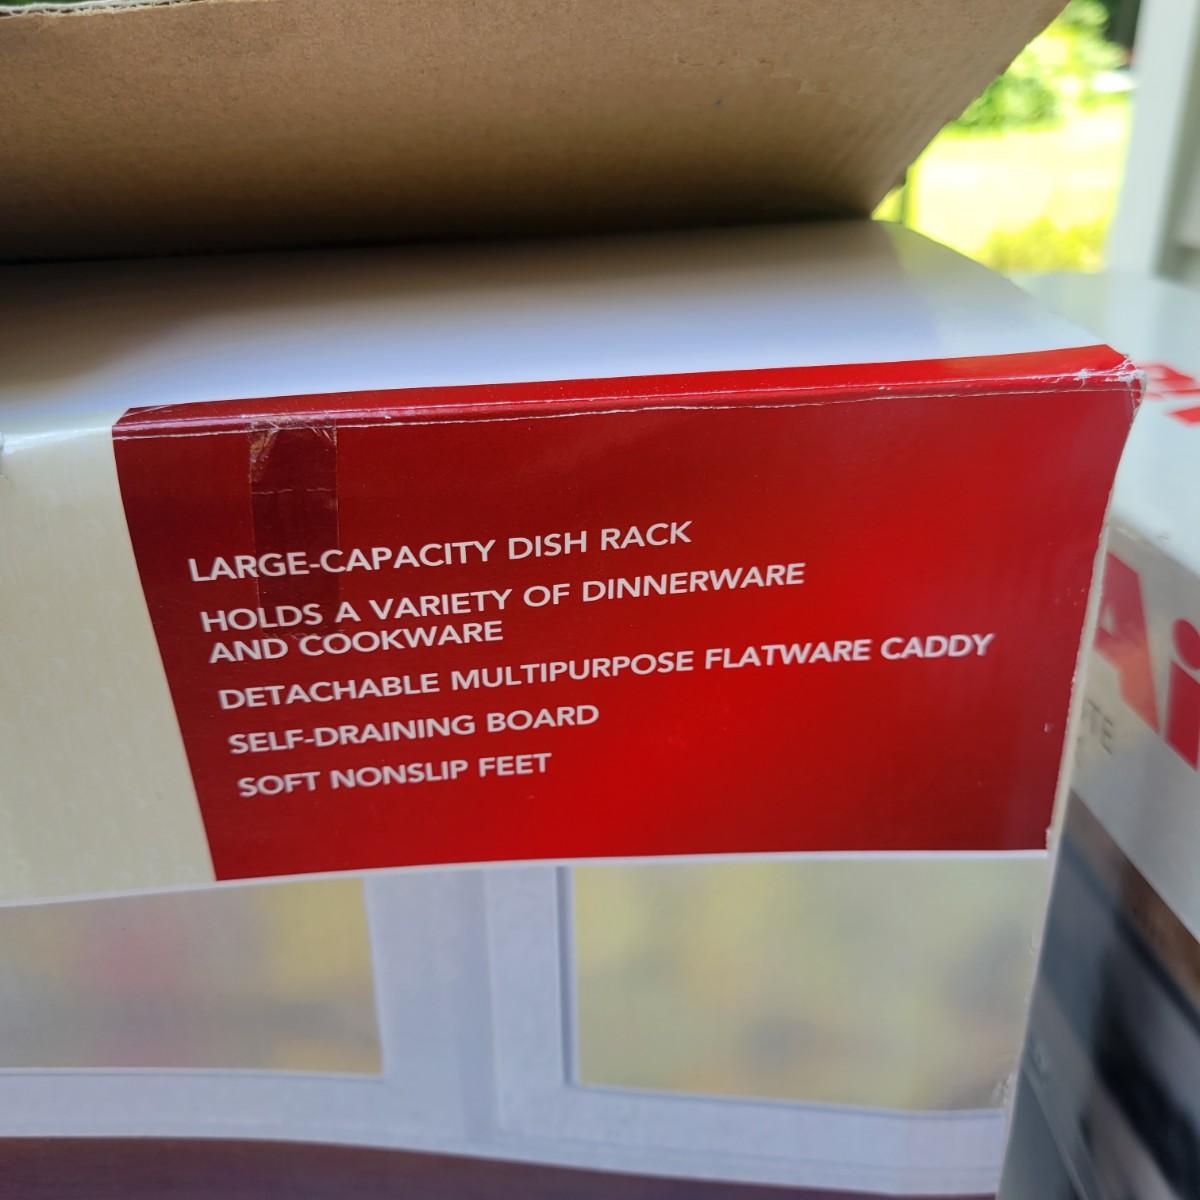 LARGE-CAPACITY DISH RACK
HOLDS A VARIETY OF DINNERWARE
AND COOKWARE
DETACHABLE MULTIPURPOSE FLATWARE CADDY
SELF-DRAINING BOARD
SOFT NONSLIP FEET